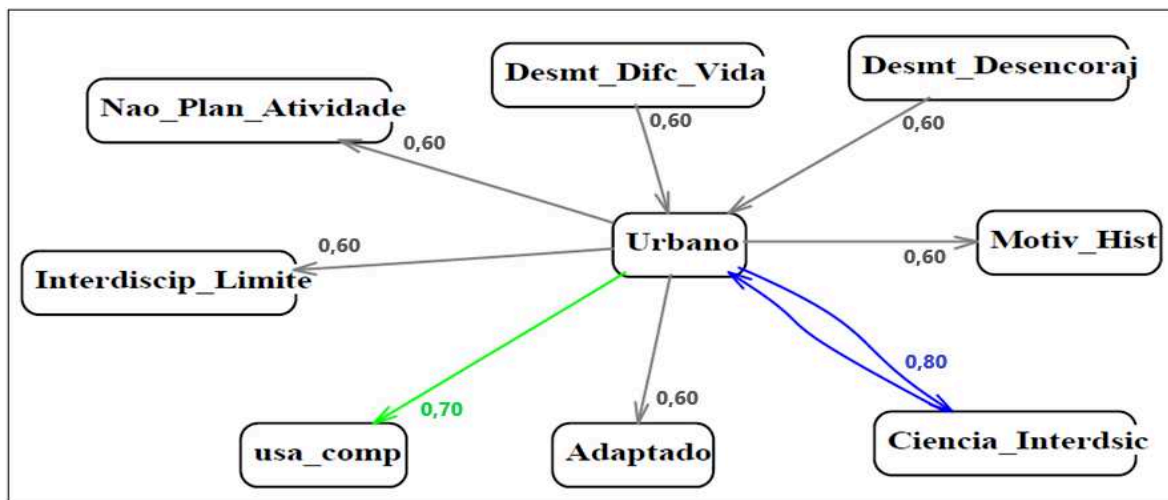 Desmt_Difc_Vida
Desmt_Desencoraj
Nao_Plan_Atividade
0,60
0,60
0,60
Urbano
Motiv_Hist
0,60
Interdiscip_Limite
0,60
0,80
0,70
0,60
usa_comp
Adaptado
Ciencia_Interdsic